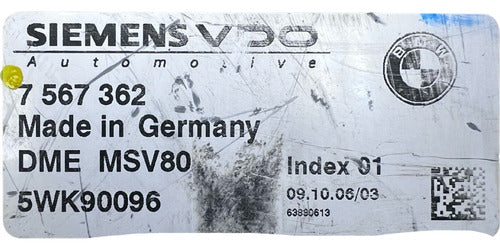 SIEMENS VDO
Automotive
BMW
7 567 362
Made in Germany
DME MSV80
Index 01
5WK90096
09.10.06/03
63890613